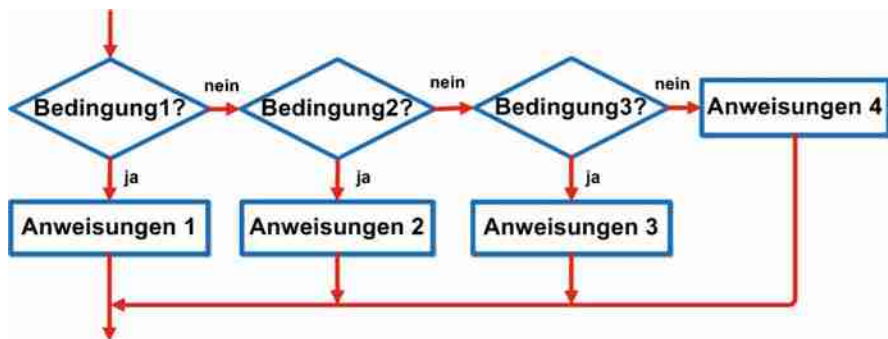 nein
nein
nein
Bedingung1?
Bedingung2?
Bedingung3?
Anweisungen 4
ja
ja
ja
Anweisungen 1
Anweisungen 2
Anweisungen 3